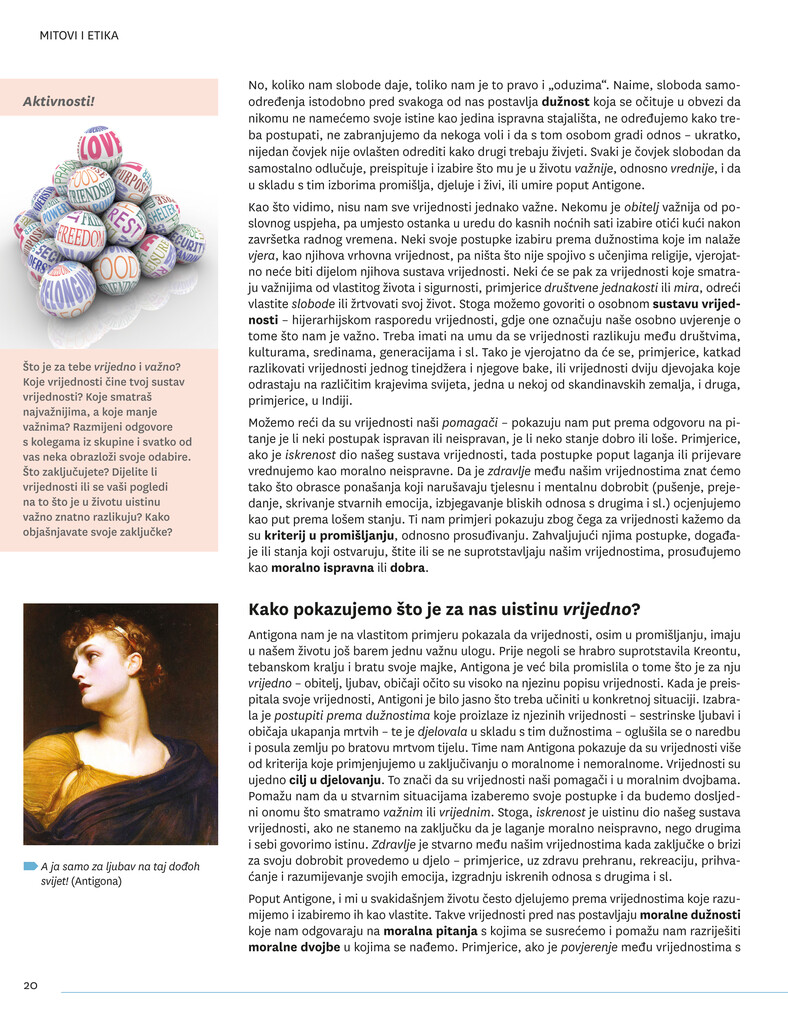 MITOVI I ETIKA
Aktivnosti!
LOVE
PURPOSE
FOOD
FRIENDSHIP
FREEDOM
REST
SHELTER
SECURITY
FOOD
BELONGING
Što je za tebe vrijedno i važno?
Koje vrijednosti čine tvoj sustav
vrijednosti? Koje smatraš
najvažnijima, a koje manje
važnima? Razmijeni odgovore
s kolegama iz skupine i svatko od
vas neka obrazloži svoje odabire.
Što zaključujete? Dijelite li
vrijednosti ili se vaši pogledi
na to što je u životu uistinu
važno znatno razlikuju? Kako
objašnjavate svoje zaključke?
A ja samo za ljubav na taj dođoh
svijet! (Antigona)
No, koliko nam slobode daje, toliko nam je to pravo i „oduzima“. Naime, sloboda samo-
određenja istodobno pred svakoga od nas postavlja dužnost koja se očituje u obvezi da
nikomu ne namećemo svoje istine kao jedina ispravna stajališta, ne određujemo kako tre-
ba postupati, ne zabranjujemo da nekoga voli i da s tom osobom gradi odnos – ukratko,
nijedan čovjek nije ovlašten odrediti kako drugi trebaju živjeti. Svaki je čovjek slobodan da
samostalno odlučuje, preispituje i izabire što mu je u životu važnije, odnosno vrednije, i da
u skladu s tim izborima promišlja, djeluje i živi, ili umire poput Antigone.
Kao što vidimo, nisu nam sve vrijednosti jednako važne. Nekomu je obitelj važnija od po-
slovnog uspjeha, pa umjesto ostanka u uredu do kasnih noćnih sati izabire otići kući nakon
završetka radnog vremena. Neki svoje postupke izabiru prema dužnostima koje im nalaže
vjera, kao njihova vrhovna vrijednost, pa ništa što nije spojivo s učenjima religije, vjerojat-
no neće biti dijelom njihova sustava vrijednosti. Neki će se pak za vrijednosti koje smatra-
ju važnijima od vlastitog života i sigurnosti, primjerice društvene jednakosti ili mira, odreći
vlastite slobode ili žrtvovati svoj život. Stoga možemo govoriti o osobnom sustavu vrijed-
nosti – hijerarhijskom rasporedu vrijednosti, gdje one označuju naše osobno uvjerenje o
tome što nam je važno. Treba imati na umu da se vrijednosti razlikuju među društvima,
kulturama, sredinama, generacijama i sl. Tako je vjerojatno da će se, primjerice, katkad
razlikovati vrijednosti jednog tinejdžera i njegove bake, ili vrijednosti dviju djevojaka koje
odrastaju na različitim krajevima svijeta, jedna u nekoj od skandinavskih zemalja, i druga,
primjerice, u Indiji.
Možemo reći da su vrijednosti naši pomagači – pokazuju nam put prema odgovoru na pi-
tanje je li neki postupak ispravan ili neispravan, je li neko stanje dobro ili loše. Primjerice,
ako je iskrenost dio našeg sustava vrijednosti, tada postupke poput laganja ili prijevare
vrednujemo kao moralno neispravne. Da je zdravlje među našim vrijednostima znat ćemo
tako što obrasce ponašanja koji narušavaju tjelesnu i mentalnu dobrobit (pušenje, preje-
danje, skrivanje stvarnih emocija, izbjegavanje bliskih odnosa s drugima i sl.) ocjenjujemo
kao put prema lošem stanju. Ti nam primjeri pokazuju zbog čega za vrijednosti kažemo da
su kriterij u promišljanju, odnosno prosuđivanju. Zahvaljujući njima postupke, događa-
je ili stanja koji ostvaruju, štite ili se ne suprotstavljaju našim vrijednostima, prosuđujemo
kao moralno ispravna ili dobra.
Kako pokazujemo što je za nas uistinu vrijedno?
Antigona nam je na vlastitom primjeru pokazala da vrijednosti, osim u promišljanju, imaju
u našem životu još barem jednu važnu ulogu. Prije negoli se hrabro suprotstavila Kreontu,
tebanskom kralju i bratu svoje majke, Antigona je već bila promislila o tome što je za nju
vrijedno – obitelj, ljubav, običaji očito su visoko na njezinu popisu vrijednosti. Kada je preis-
pitala svoje vrijednosti, Antigoni je bilo jasno što treba učiniti u konkretnoj situaciji. Izabra-
la je postupiti prema dužnostima koje proizlaze iz njezinih vrijednosti – sestrinske ljubavi i
običaja ukapanja mrtvih – te je djelovala u skladu s tim dužnostima – oglušila se o naredbu
i posula zemlju po bratovu mrtvom tijelu. Time nam Antigona pokazuje da su vrijednosti više
od kriterija koje primjenjujemo u zaključivanju o moralnome i nemoralnome. Vrijednosti su
ujedno cilj u djelovanju. To znači da su vrijednosti naši pomagači i u moralnim dvojbama.
Pomažu nam da u stvarnim situacijama izaberemo svoje postupke i da budemo dosljed-
ni onomu što smatramo važnim ili vrijednim. Stoga, iskrenost je uistinu dio našeg sustava
vrijednosti, ako ne stanemo na zaključku da je laganje moralno neispravno, nego drugima
i sebi govorimo istinu. Zdravlje je stvarno među našim vrijednostima kada zaključke o brizi
za svoju dobrobit provedemo u djelo – primjerice, uz zdravu prehranu, rekreaciju, prihva-
ćanje i razumijevanje svojih emocija, izgradnju iskrenih odnosa s drugima i sl.
Poput Antigone, i mi u svakidašnjem životu često djelujemo prema vrijednostima koje razu-
mijemo i izabiremo ih kao vlastite. Takve vrijednosti pred nas postavljaju moralne dužnosti
koje nam odgovaraju na moralna pitanja s kojima se susrećemo i pomažu nam razriješiti
moralne dvojbe u kojima se nađemo. Primjerice, ako je povjerenje među vrijednostima s
20